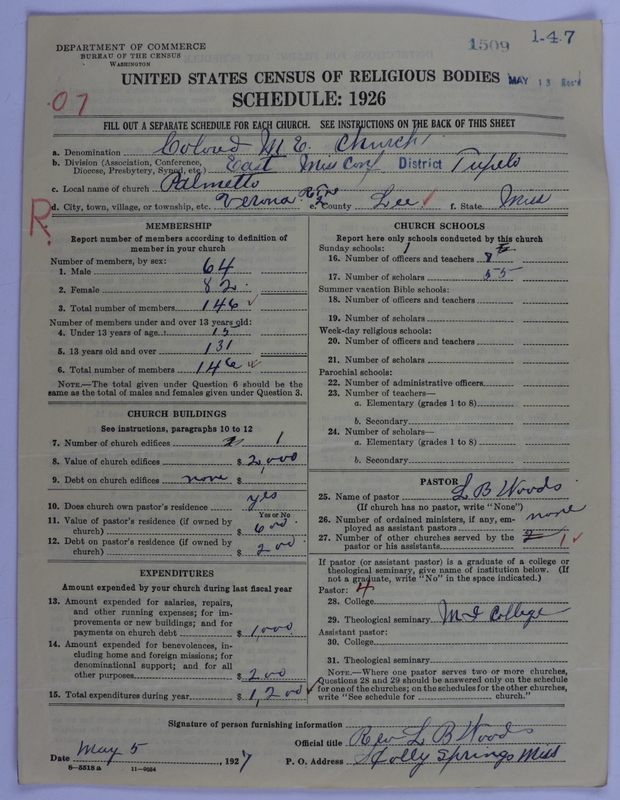 1509
1-4-7
DEPARTMENT OF COMMERCE
BUREAU OF THE CENSUS
WASHINGTON
UNITED STATES CENSUS OF RELIGIOUS BODIES
MAY 13 Rec'd
07
SCHEDULE: 1926
FILL OUT A SEPARATE SCHEDULE FOR EACH CHURCH. SEE INSTRUCTIONS ON THE BACK OF THIS SHEET
a. Denomination Colored M E. Church
b. Division (Association, Conference, Diocese, Presbytery, Synod, etc.) East Miss Conf District Tupelo
c. Local name of church Palmetto
R
d. City, town, village, or township, etc. Verona e. County Lee f. State Miss
MEMBERSHIP
Report number of members according to definition of
member in your church
Number of members, by sex:
1. Male 64
2. Female 82
3. Total number of members 146
Number of members under and over 13 years old:
4. Under 13 years of age 15
5. 13 years old and over 131
6. Total number of members 146
NOTE.—The total given under Question 6 should be the
same as the total of males and females given under Question 3.
CHURCH BUILDINGS
See instructions, paragraphs 10 to 12
7. Number of church edifices 1
8. Value of church edifices $ 2,000
9. Debt on church edifices none $
10. Does church own pastor's residence yes
Yes or No
11. Value of pastor's residence (if owned by
church) $ 600
12. Debt on pastor's residence (if owned by
church) $ 200
EXPENDITURES
Amount expended by your church during last fiscal year
13. Amount expended for salaries, repairs,
and other running expenses; for im-
provements or new buildings; and for
payments on church debt $ 1,000
14. Amount expended for benevolences, in-
cluding home and foreign missions; for
denominational support; and for all
other purposes $ 200
15. Total expenditures during year $ 1,200
CHURCH SCHOOLS
Report here only schools conducted by this church
Sunday schools: 1
16. Number of officers and teachers 8
17. Number of scholars 55
Summer vacation Bible schools:
18. Number of officers and teachers
19. Number of scholars
Week-day religious schools:
20. Number of officers and teachers
21. Number of scholars
Parochial schools:
22. Number of administrative officers
23. Number of teachers—
a. Elementary (grades 1 to 8)
b. Secondary
24. Number of scholars—
a. Elementary (grades 1 to 8)
b. Secondary
PASTOR
25. Name of pastor L B Woods
(If church has no pastor, write "None")
26. Number of ordained ministers, if any, em-
ployed as assistant pastors none
27. Number of other churches served by the
pastor or his assistants 2 1
If pastor (or assistant pastor) is a graduate of a college or
theological seminary, give name of institution below. (If
not a graduate, write "No" in the space indicated.)
Pastor: 4
28. College
29. Theological seminary M I College
Assistant pastor:
30. College
31. Theological seminary
NOTE.—Where one pastor serves two or more churches,
Questions 28 and 29 should be answered only on the schedule
for one of the churches; on the schedules for the other churches,
write "See schedule for church."
Signature of person furnishing information
Official title Rev L B Woods
Date May 5, 1927
P. O. Address Holly Springs Miss
8-5518 a 11-9054